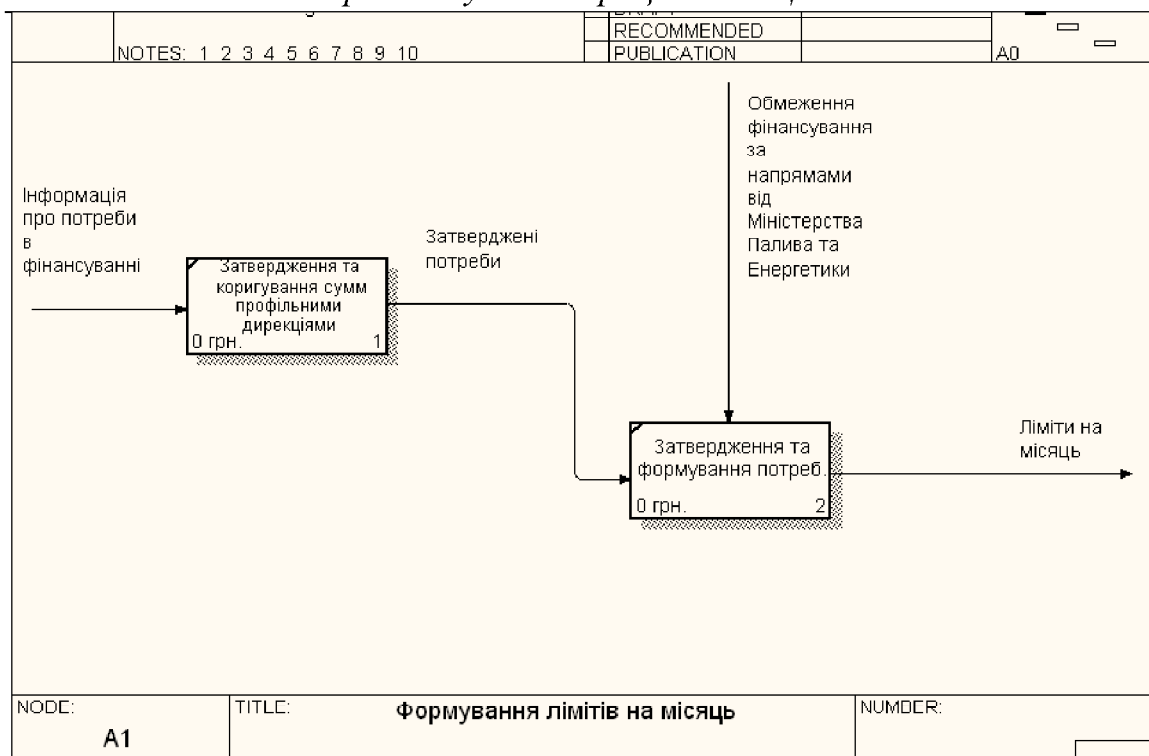 RECOMMENDED
NOTES: 1 2 3 4 5 6 7 8 9 10
PUBLICATION
A0
Обмеження
фінансування
за
напрямами
від
Міністерства
Палива та
Енергетики
Інформація
про потреби
в
фінансуванні
Затверджені
потреби
Затвердження та
коригування сумм
профільними
дирекціями
0 грн.
1
Ліміти на
місяць
Затвердження та
формування потреб.
0 грн.
2
NODE:
TITLE:
Формування лімітів на місяць
NUMBER:
A1